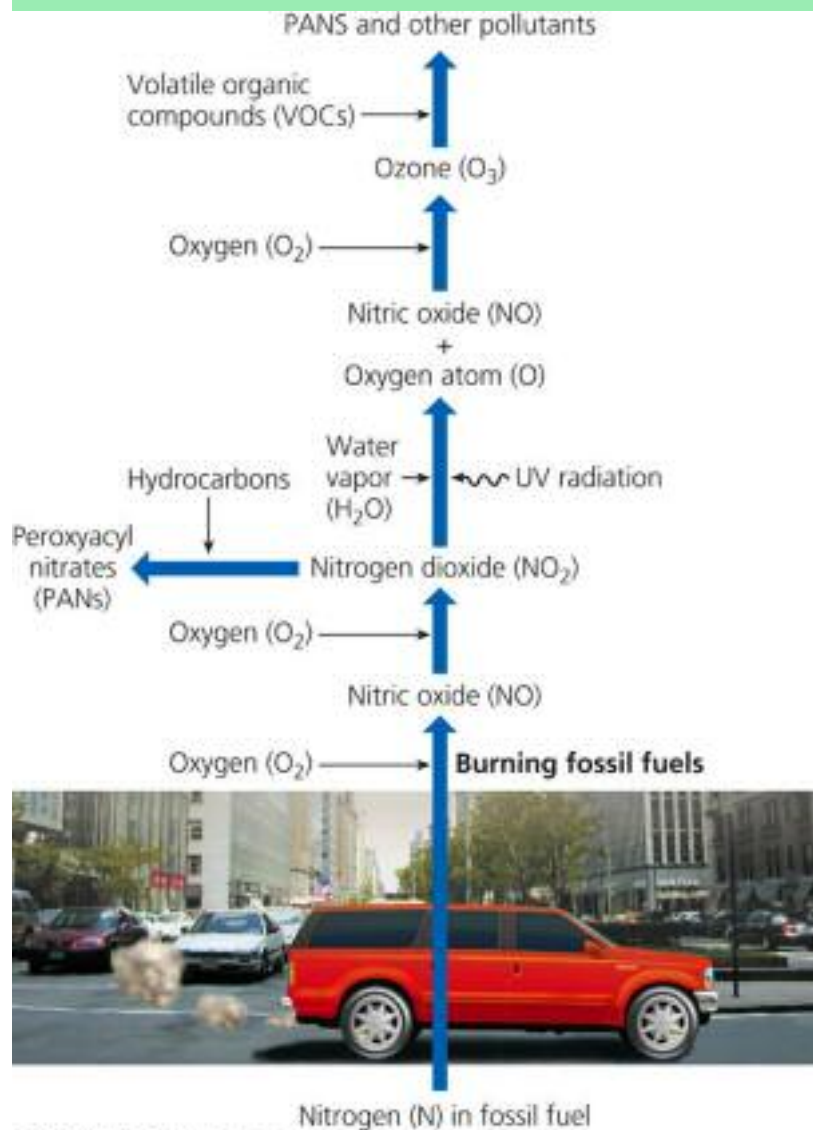 PANS and other pollutants
Volatile organic
compounds (VOCs)
Ozone (O₃)
Oxygen (O₂)
Nitric oxide (NO)
+
Oxygen atom (O)
Water
vapor
(H₂O)
UV radiation
Hydrocarbons
Peroxyacyl
nitrates
(PANs)
Nitrogen dioxide (NO₂)
Oxygen (O₂)
Nitric oxide (NO)
Oxygen (O₂)
Burning fossil fuels
Nitrogen (N) in fossil fuel